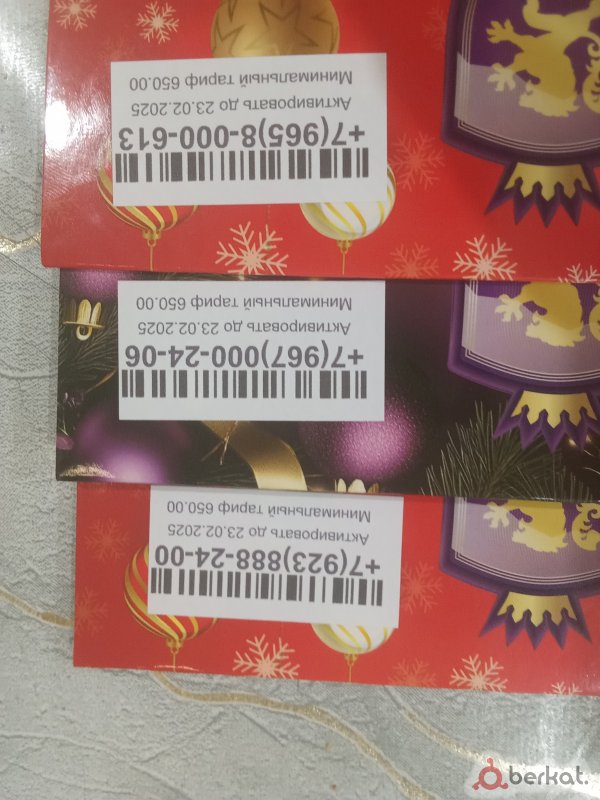 +7(923)888-24-00
Активировать до 23.02.2025
Минимальный тариф 650.00
+7(967)000-24-06
Активировать до 23.02.2025
Минимальный тариф 650.00
+7(965)8-000-613
Активировать до 23.02.2025
Минимальный тариф 650.00
berkat.